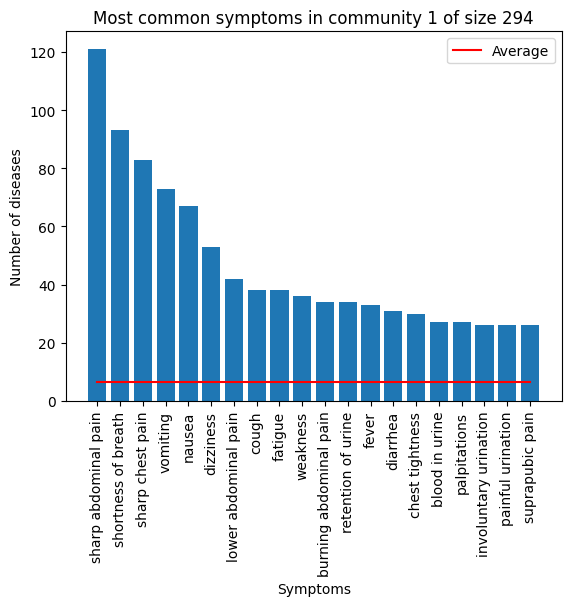 Most common symptoms in community 1 of size 294
Average
Number of diseases
120
100
80
60
40
20
0
sharp abdominal pain
shortness of breath
sharp chest pain
vomiting
nausea
dizziness
lower abdominal pain
cough
fatigue
weakness
burning abdominal pain
retention of urine
fever
diarrhea
chest tightness
blood in urine
palpitations
involuntary urination
painful urination
suprapubic pain
Symptoms